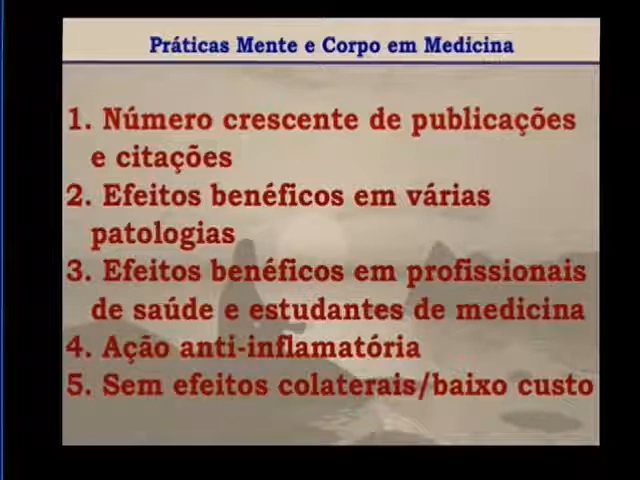 Práticas Mente e Corpo em Medicina
1. Número crescente de publicações
e citações
2. Efeitos benéficos em várias
patologias
3. Efeitos benéficos em profissionais
de saúde e estudantes de medicina
4. Ação anti-inflamatória
5. Sem efeitos colaterais/baixo custo